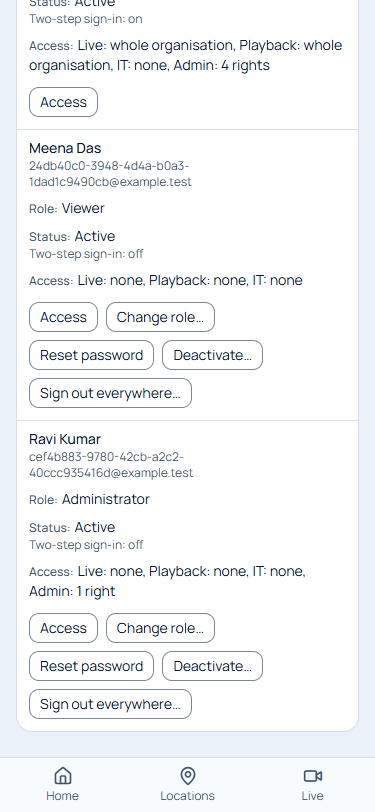 Status: Active
Two-step sign-in: on
Access: Live: whole organisation, Playback: whole
organisation, IT: none, Admin: 4 rights
Access
Meena Das
24db40c0-3948-4d4a-b0a3-
1dad1c9490cb@example.test
Role: Viewer
Status: Active
Two-step sign-in: off
Access: Live: none, Playback: none, IT: none
Access Change role…
Reset password Deactivate…
Sign out everywhere…
Ravi Kumar
cef4b883-9780-42cb-a2c2-
40ccc935416d@example.test
Role: Administrator
Status: Active
Two-step sign-in: off
Access: Live: none, Playback: none, IT: none,
Admin: 1 right
Access Change role…
Reset password Deactivate…
Sign out everywhere…
Home Locations Live